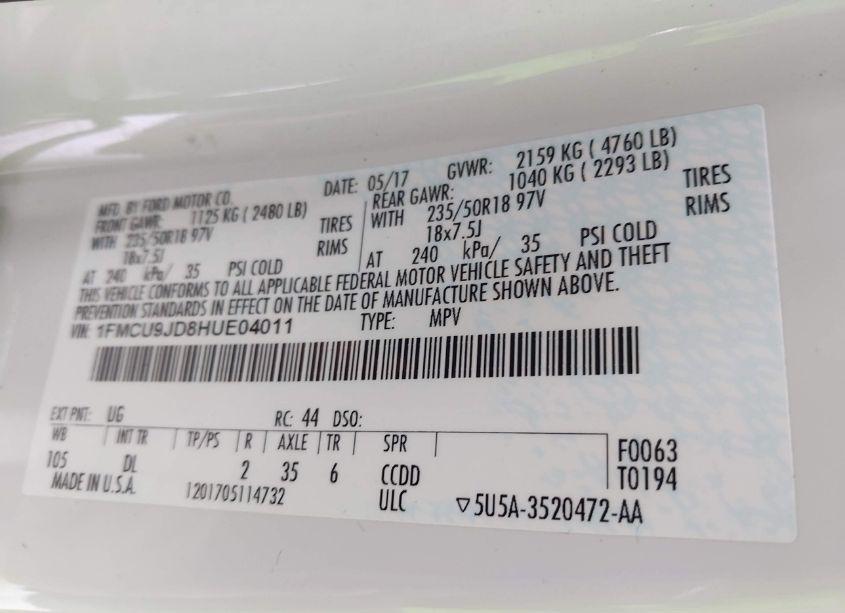 MFD. BY FORD MOTOR CO. DATE: 05/17 GVWR: 2159 KG ( 4760 LB)
FRONT GAWR: 1125 KG ( 2480 LB) REAR GAWR: 1040 KG ( 2293 LB)
WITH 235/50R18 97V TIRES WITH 235/50R18 97V TIRES
18x7.5J RIMS 18x7.5J RIMS
AT 240 kPa/ 35 PSI COLD AT 240 kPa/ 35 PSI COLD
THIS VEHICLE CONFORMS TO ALL APPLICABLE FEDERAL MOTOR VEHICLE SAFETY AND THEFT
PREVENTION STANDARDS IN EFFECT ON THE DATE OF MANUFACTURE SHOWN ABOVE.
VIN: 1FMCU9JD8HUE04011 TYPE: MPV
EXT PNT: UG RC: 44 DSO:
WB INT TR TP/PS R AXLE TR SPR F0063
105 DL 2 35 6 CCDD T0194
MADE IN U.S.A. 1201705114732 ULC ▽5U5A-3520472-AA